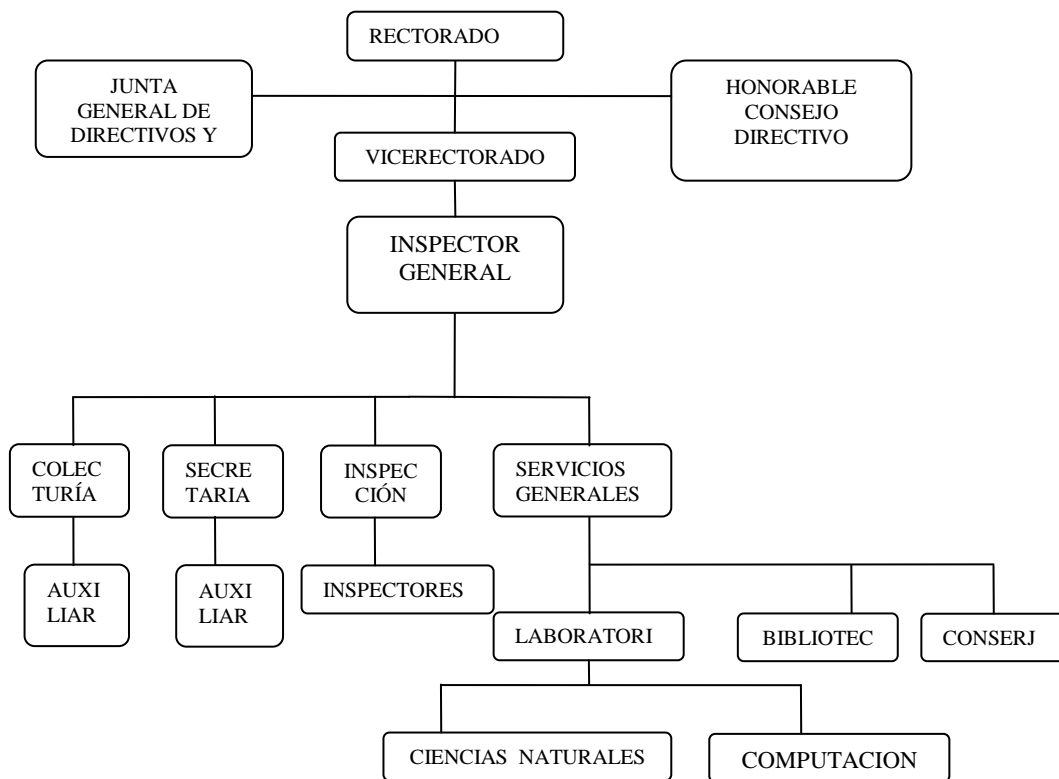 RECTORADO
JUNTA
GENERAL DE
DIRECTIVOS Y
HONORABLE
CONSEJO
DIRECTIVO
VICERECTORADO
INSPECTOR
GENERAL
COLEC
TURÍA
SECRE
TARIA
INSPEC
CIÓN
SERVICIOS
GENERALES
AUXI
LIAR
AUXI
LIAR
INSPECTORES
LABORATORI
BIBLIOTEC
CONSERJ
CIENCIAS NATURALES
COMPUTACION